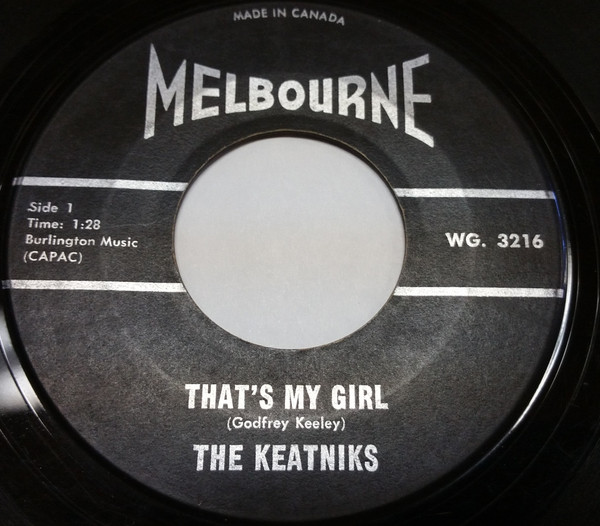 MADE IN CANADA
MELBOURNE
Side 1
Time: 1:28
Burlington Music
(CAPAC)
WG. 3216
THAT'S MY GIRL
(Godfrey Keeley)
THE KEATNIKS